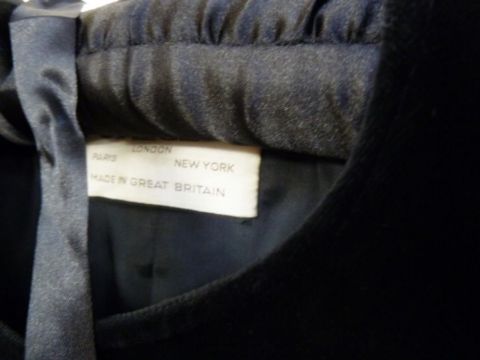 LONDON
PARIS NEW YORK
MADE IN GREAT BRITAIN